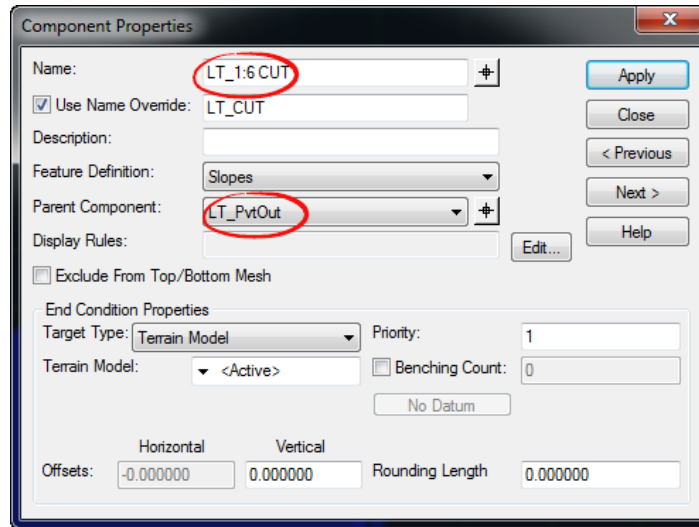 Component Properties
x
Name: LT_1:6 CUT Apply
Use Name Override: LT_CUT Close
Description: < Previous
Feature Definition: Slopes Next >
Parent Component: LT_PvtOut Help
Display Rules: Edit...
Exclude From Top/Bottom Mesh
End Condition Properties
Target Type: Terrain Model Priority: 1
Terrain Model: <Active> Benching Count: 0
No Datum
Horizontal Vertical
Offsets: -0.000000 0.000000 Rounding Length 0.000000